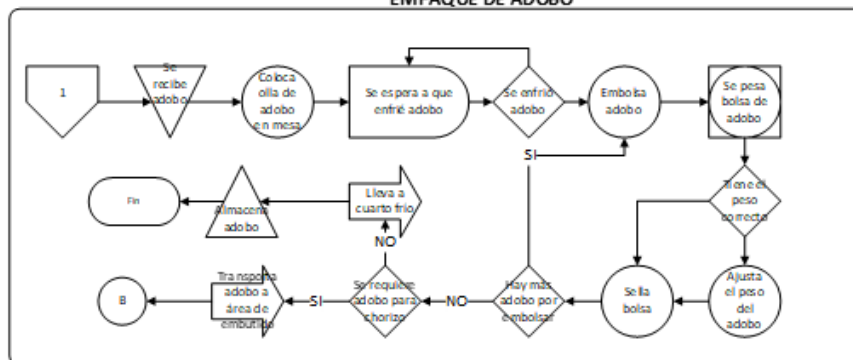 EMPAQUE DE ADOBO
1
Se
recibe
adobo
Coloca
olla de
adobo
en mesa
Se espera a que
enfrié adobo
Se enfrió
adobo
Embolsa
adobo
Se pesa
bolsa de
adobo
SI
Tiene el
peso
correcto
Fin
Almacena
adobo
Lleva a
cuarto frío
NO
B
Transporta
adobo a
área de
embutido
SI
Se requiere
adobo para
chorizo
NO
Hay más
adobo por
embolsar
Sella
bolsa
Ajusta
el peso
del
adobo